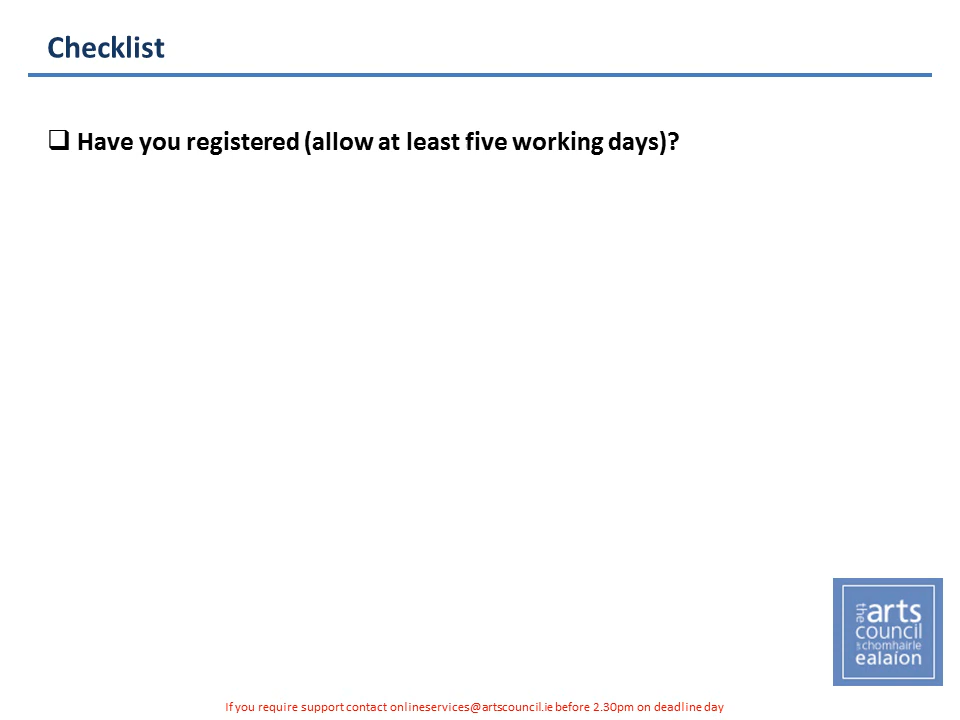 Checklist
❑ Have you registered (allow at least five working days)?
the arts
council
an chomhairle
ealaíon
If you require support contact onlineservices@artscouncil.ie before 2.30pm on deadline day